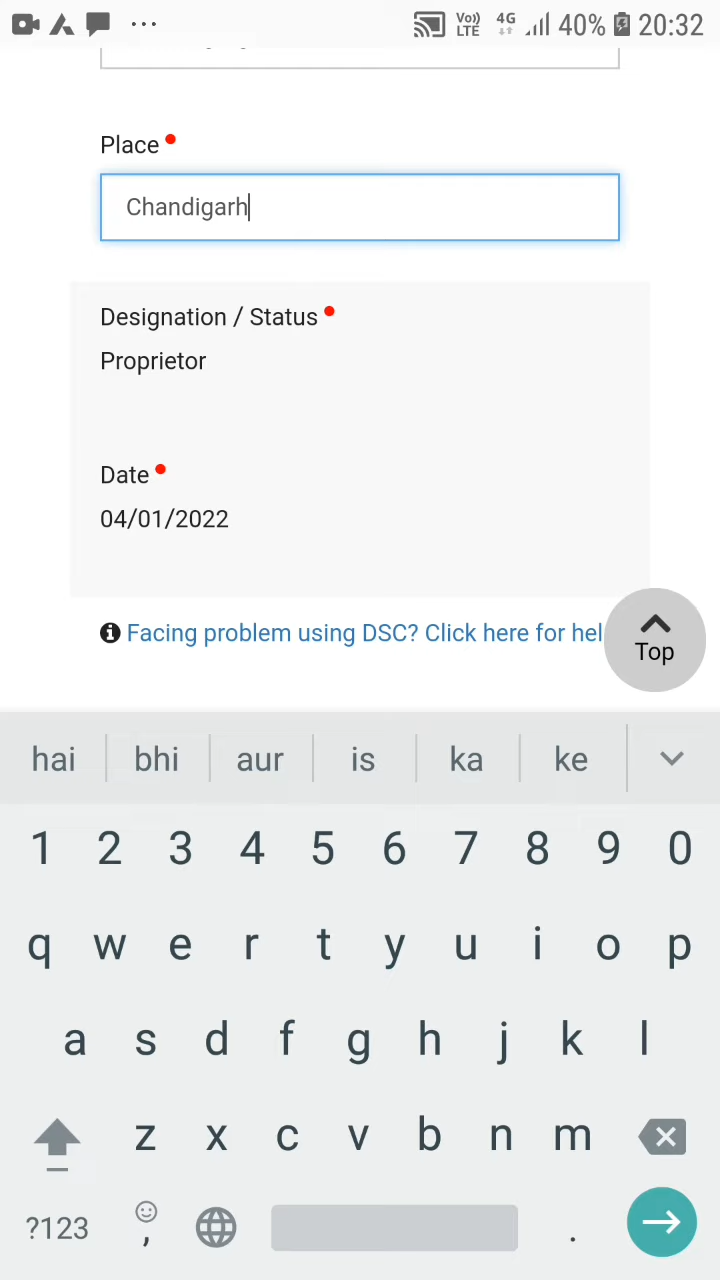 Vo)) LTE 4G 40% 20:32
Place
Chandigarh
Designation / Status
Proprietor
Date
04/01/2022
Facing problem using DSC? Click here for hel
Top
hai bhi aur is ka ke
1 2 3 4 5 6 7 8 9 0
q w e r t y u i o p
a s d f g h j k l
z x c v b n m
?123 , .